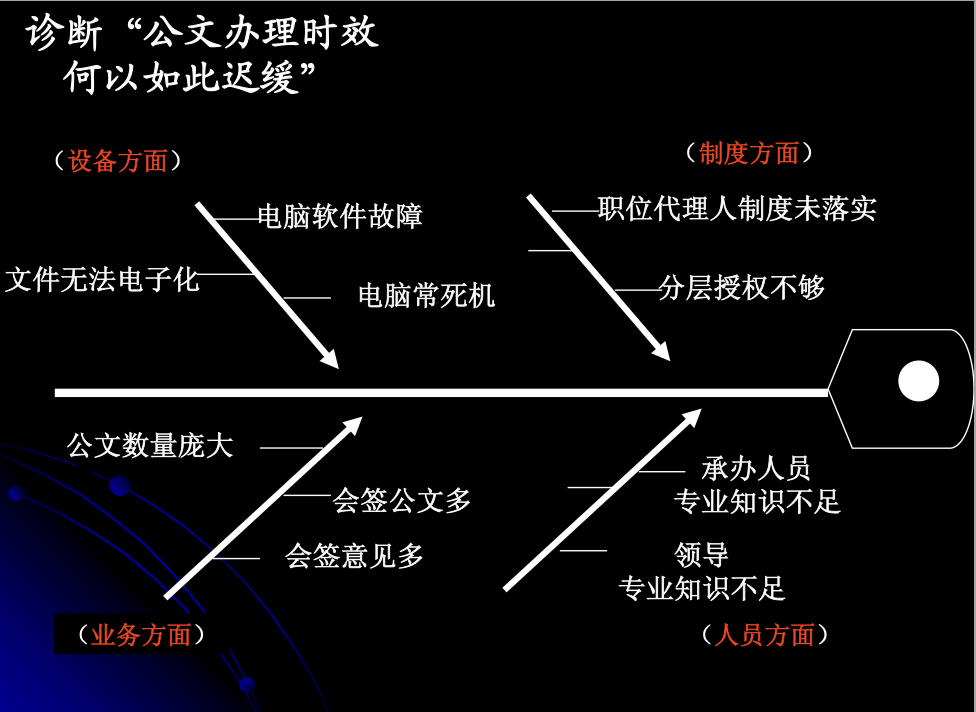 诊断“公文办理时效
何以如此迟缓”
（设备方面）
（制度方面）
电脑软件故障
职位代理人制度未落实
文件无法电子化
电脑常死机
分层授权不够
公文数量庞大
会签公文多
会签意见多
承办人员
专业知识不足
领导
专业知识不足
（业务方面）
（人员方面）